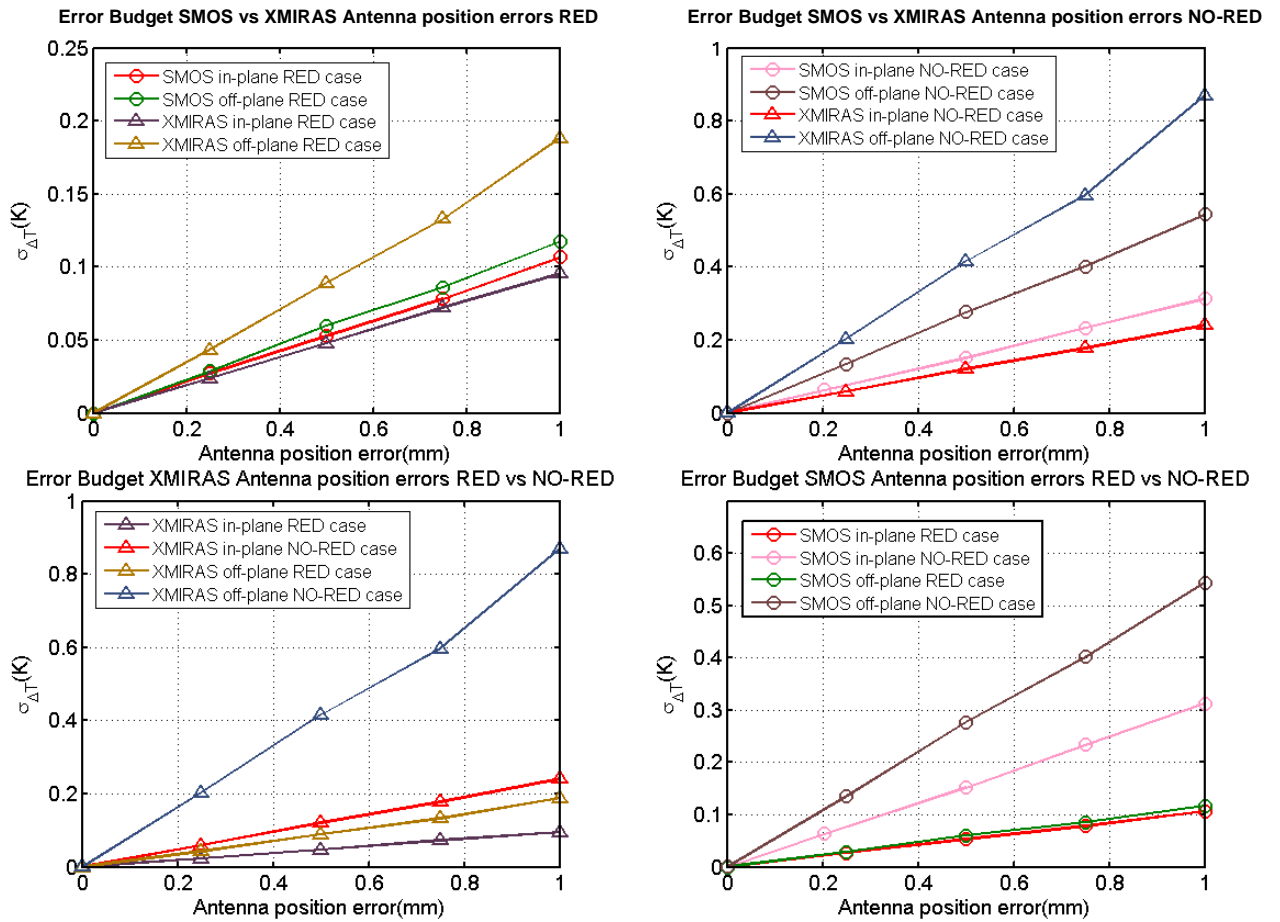 Error Budget SMOS vs XMIRAS Antenna position errors RED
0.25
0.2
0.15
0.1
0.05
0
σΔT(K)
SMOS in-plane RED case
SMOS off-plane RED case
XMIRAS in-plane RED case
XMIRAS off-plane RED case
0 0.2 0.4 0.6 0.8 1
Antenna position error(mm)
Error Budget SMOS vs XMIRAS Antenna position errors NO-RED
1
0.8
0.6
0.4
0.2
0
σΔT(K)
SMOS in-plane NO-RED case
SMOS off-plane NO-RED case
XMIRAS in-plane NO-RED case
XMIRAS off-plane NO-RED case
0 0.2 0.4 0.6 0.8 1
Antenna position error(mm)
Error Budget XMIRAS Antenna position errors RED vs NO-RED
1
0.8
0.6
0.4
0.2
0
σΔT(K)
XMIRAS in-plane RED case
XMIRAS in-plane NO-RED case
XMIRAS off-plane RED case
XMIRAS off-plane NO-RED case
0 0.2 0.4 0.6 0.8 1
Antenna position error(mm)
Error Budget SMOS Antenna position errors RED vs NO-RED
0.6
0.5
0.4
0.3
0.2
0.1
0
σΔT(K)
SMOS in-plane RED case
SMOS in-plane NO-RED case
SMOS off-plane RED case
SMOS off-plane NO-RED case
0 0.2 0.4 0.6 0.8 1
Antenna position error(mm)